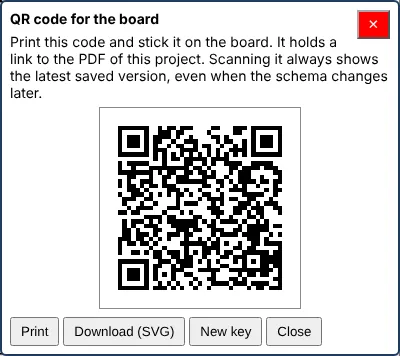 QR code for the board
×
Print this code and stick it on the board. It holds a
link to the PDF of this project. Scanning it always shows
the latest saved version, even when the schema changes
later.
Print
Download (SVG)
New key
Close